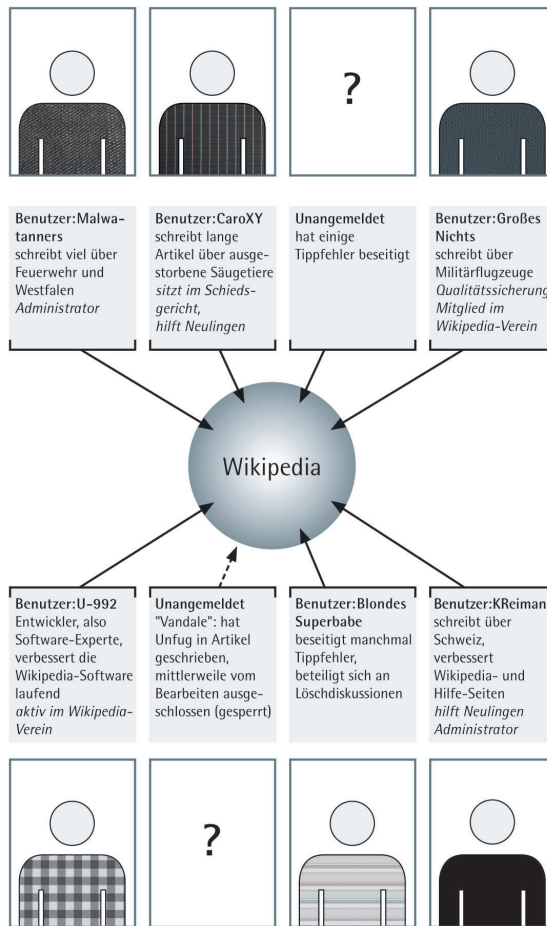 ?
Benutzer:Malwa-
tanners
schreibt viel über
Feuerwehr und
Westfalen
Administrator
Benutzer:CaroXY
schreibt lange
Artikel über ausge-
storbene Säugetiere
sitzt im Schieds-
gericht,
hilft Neulingen
Unangemeldet
hat einige
Tippfehler beseitigt
Benutzer:Großes
Nichts
schreibt über
Militärflugzeuge
Qualitätssicherung
Mitglied im
Wikipedia-Verein
Wikipedia
Benutzer:U-992
Entwickler, also
Software-Experte,
verbessert die
Wikipedia-Software
laufend
aktiv im Wikipedia-
Verein
Unangemeldet
"Vandale": hat
Unfug in Artikel
geschrieben,
mittlerweile vom
Bearbeiten ausge-
schlossen (gesperrt)
Benutzer:Blondes
Superbabe
beseitigt manchmal
Tippfehler,
beteiligt sich an
Löschdiskussionen
Benutzer:KReiman
schreibt über
Schweiz,
verbessert
Wikipedia- und
Hilfe-Seiten
hilft Neulingen
Administrator
?